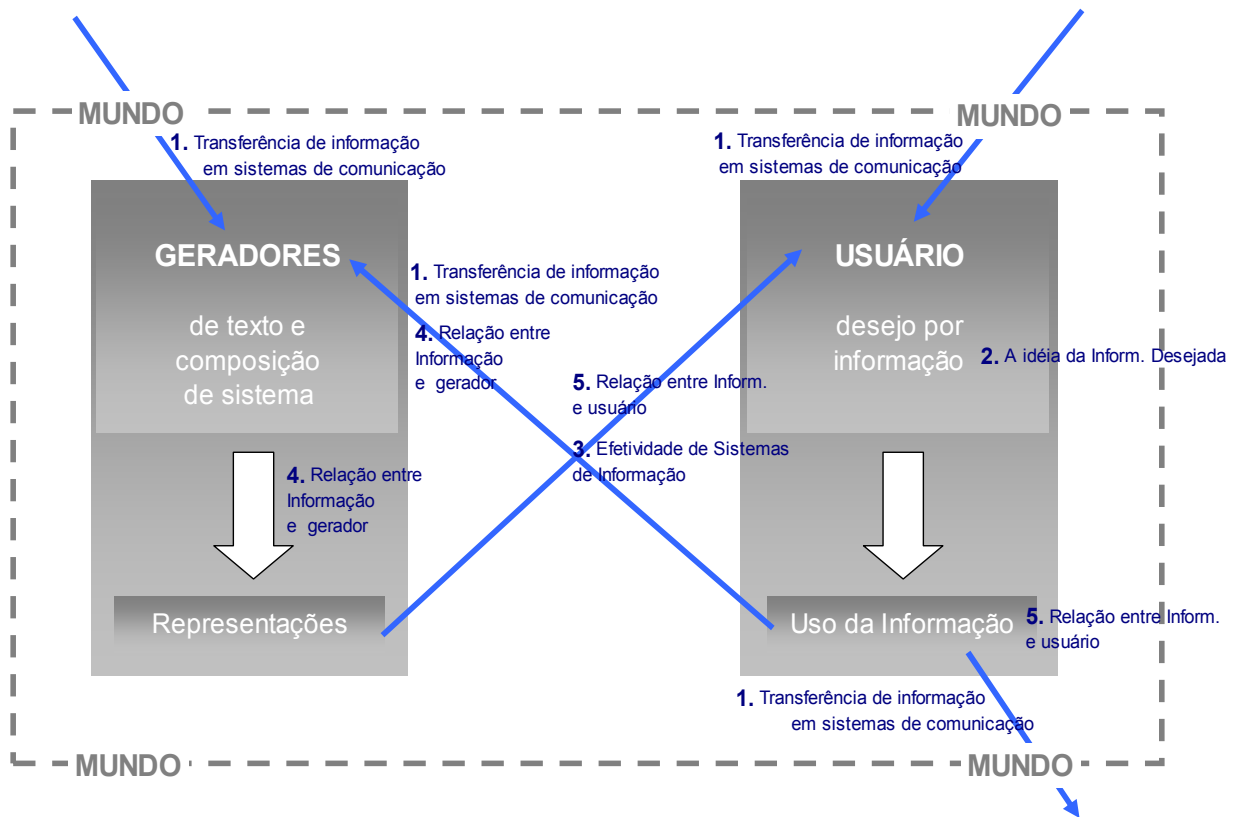 MUNDO
MUNDO
1. Transferência de informação
em sistemas de comunicação
1. Transferência de informação
em sistemas de comunicação
GERADORES
de texto e
composição
de sistema
1. Transferência de informação
em sistemas de comunicação
4. Relação entre
Informação
e gerador
USUÁRIO
desejo por
informação
2. A idéia da Inform. Desejada
5. Relação entre Inform.
e usuário
3. Efetividade de Sistemas
de Informação
4. Relação entre
Informação
e gerador
Representações
Uso da Informação
5. Relação entre Inform.
e usuário
1. Transferência de informação
em sistemas de comunicação
MUNDO
MUNDO